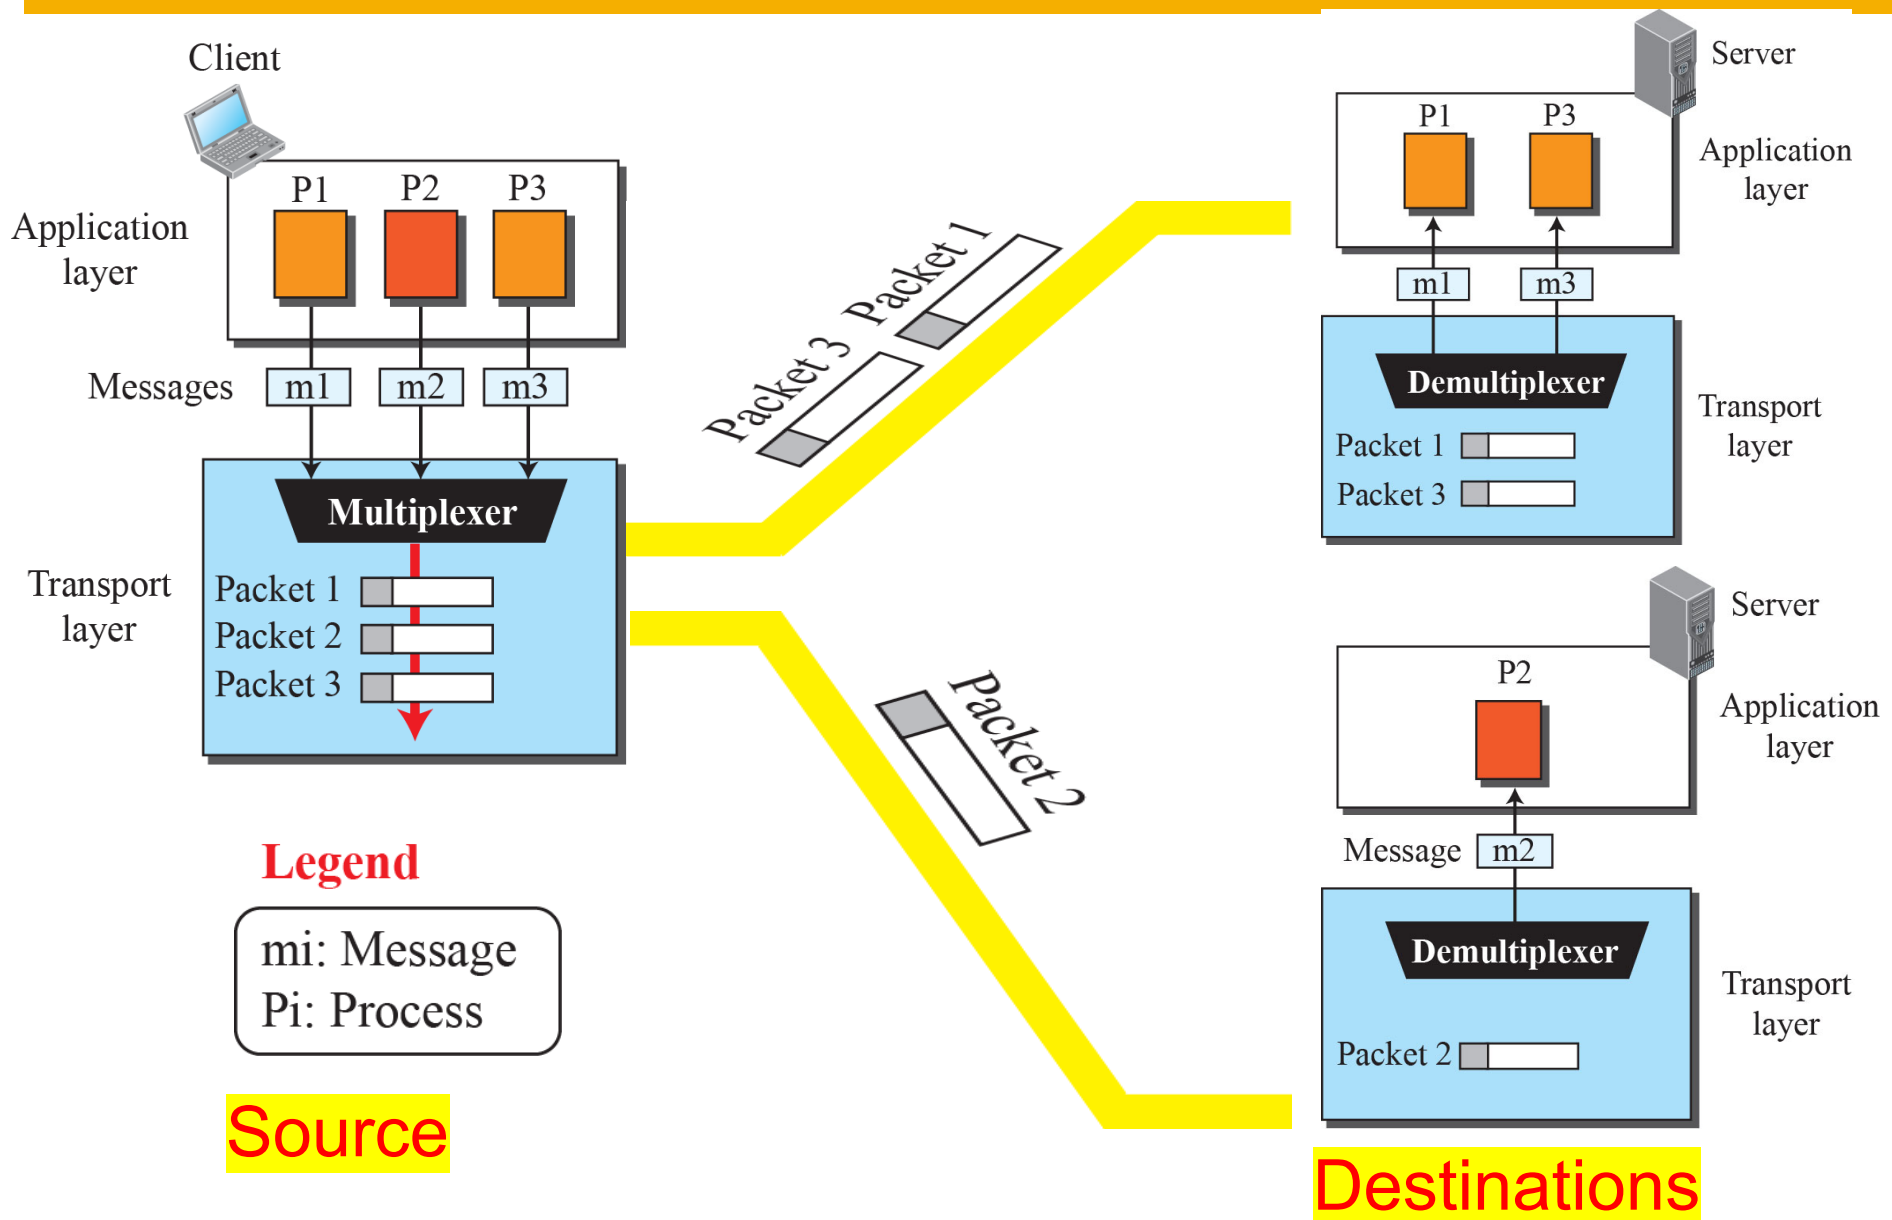 Client
P1 P2 P3
Application
layer
Messages
m1 m2 m3
Multiplexer
Transport
layer
Packet 1
Packet 2
Packet 3
Legend
mi: Message
Pi: Process
Source
Packet 1
Packet 3
Packet 2
Server
P1 P3
Application
layer
m1 m3
Demultiplexer
Transport
layer
Packet 1
Packet 3
Server
P2
Application
layer
Message m2
Demultiplexer
Transport
layer
Packet 2
Destinations